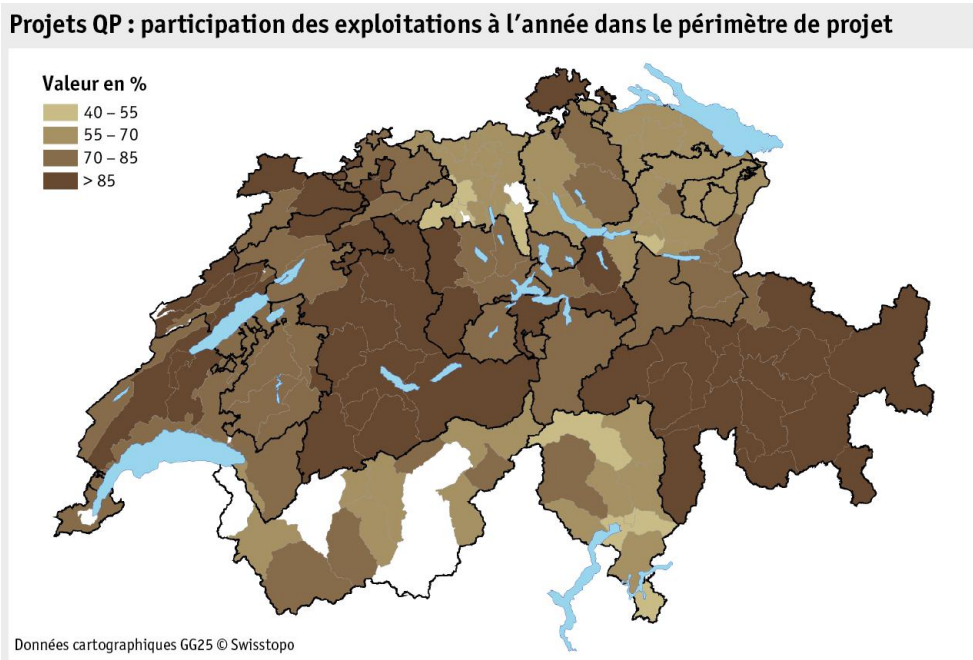 Projets QP : participation des exploitations à l’année dans le périmètre de projet
Valeur en %
40 – 55
55 – 70
70 – 85
> 85
Données cartographiques GG25 © Swisstopo